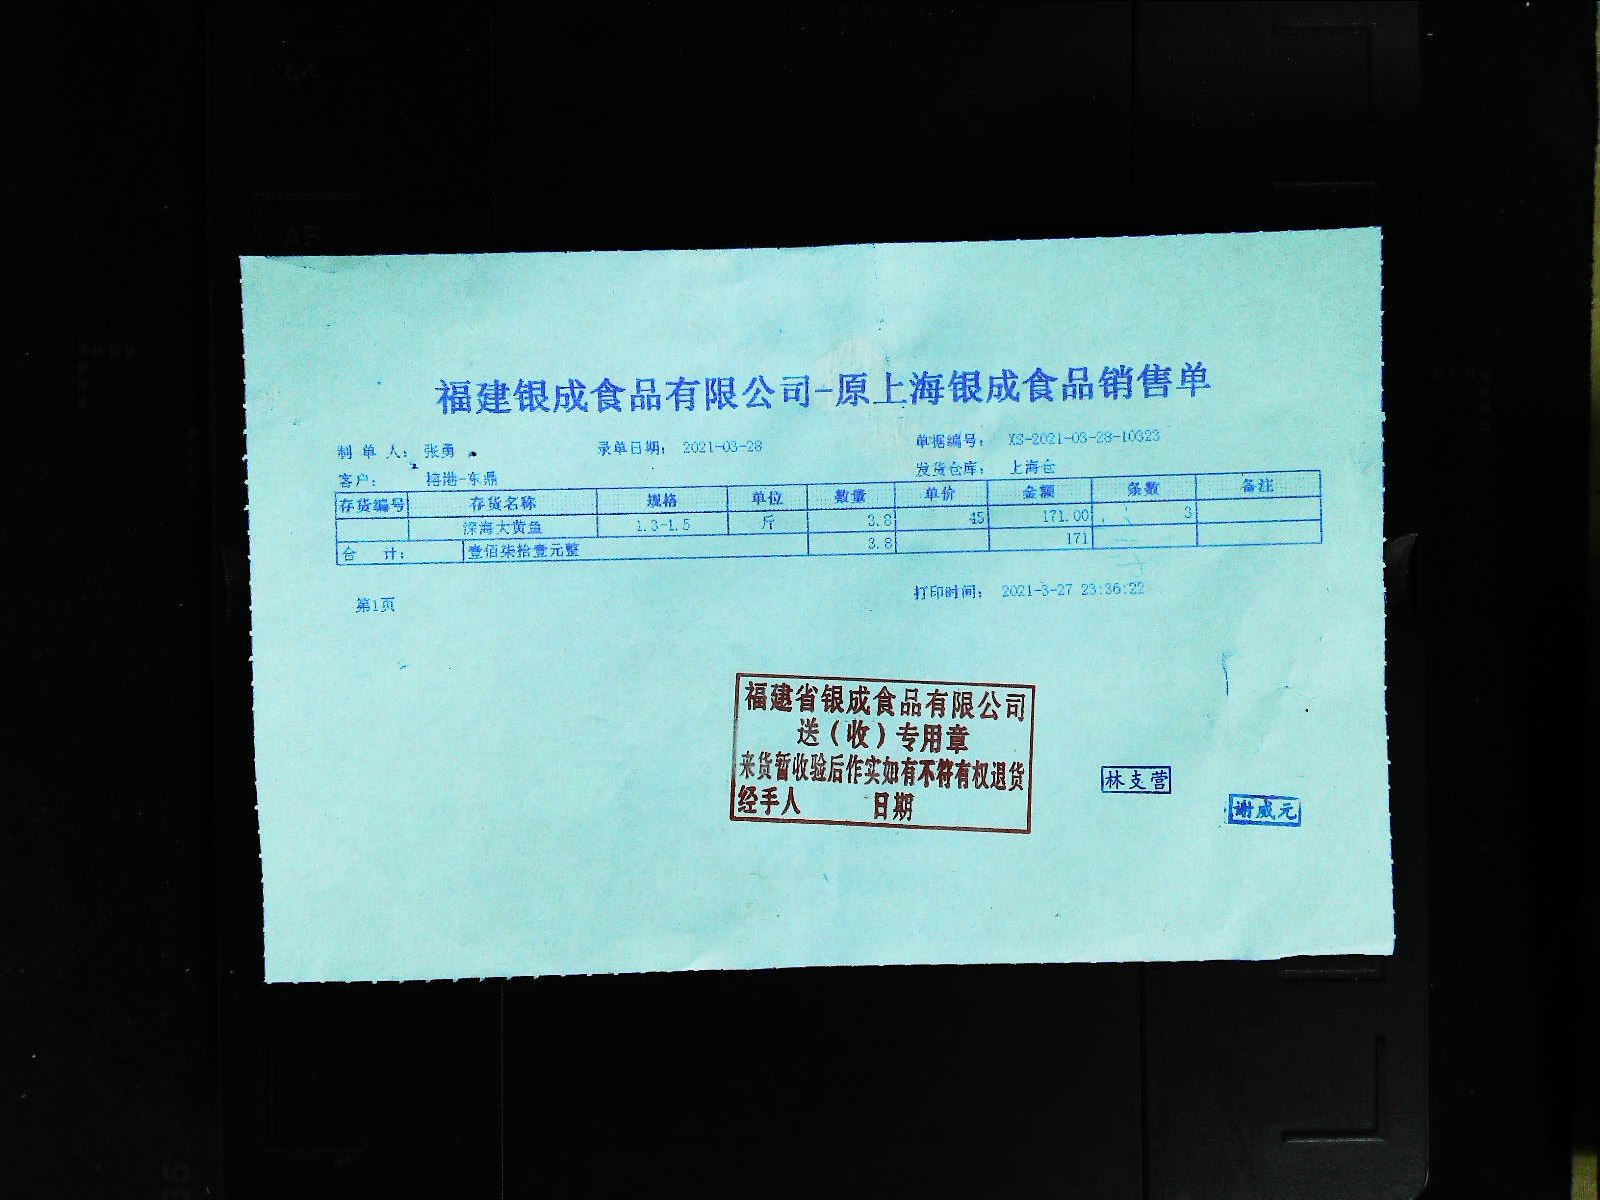 福建银成食品有限公司-原上海银成食品销售单
制 单 人： 张勇 录单日期： 2021-03-28 单据编号： XS-2021-03-28-10323
客户： 榕港-东鼎 发货仓库： 上海仓
存货编号 存货名称 规格 单位 数量 单价 金额 条数 备注
深海大黄鱼 1.3-1.5 斤 3.8 45 171.00 3
合 计： 壹佰柒拾壹元整 3.8 171
第1页 打印时间： 2021-3-27 23:36:22
福建省银成食品有限公司
送（收）专用章
来货暂收验后作实如有不符有权退货
经手人 日期
林支营
谢威元